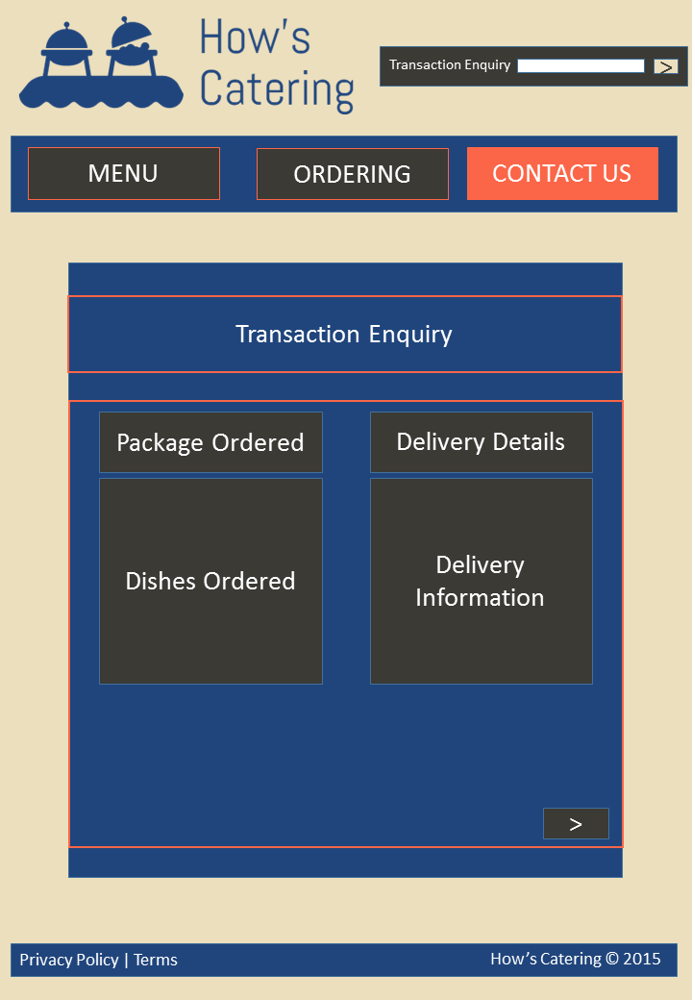 How's
Catering
Transaction Enquiry
>
MENU
ORDERING
CONTACT US
Transaction Enquiry
Package Ordered
Delivery Details
Dishes Ordered
Delivery
Information
>
Privacy Policy | Terms
How’s Catering © 2015